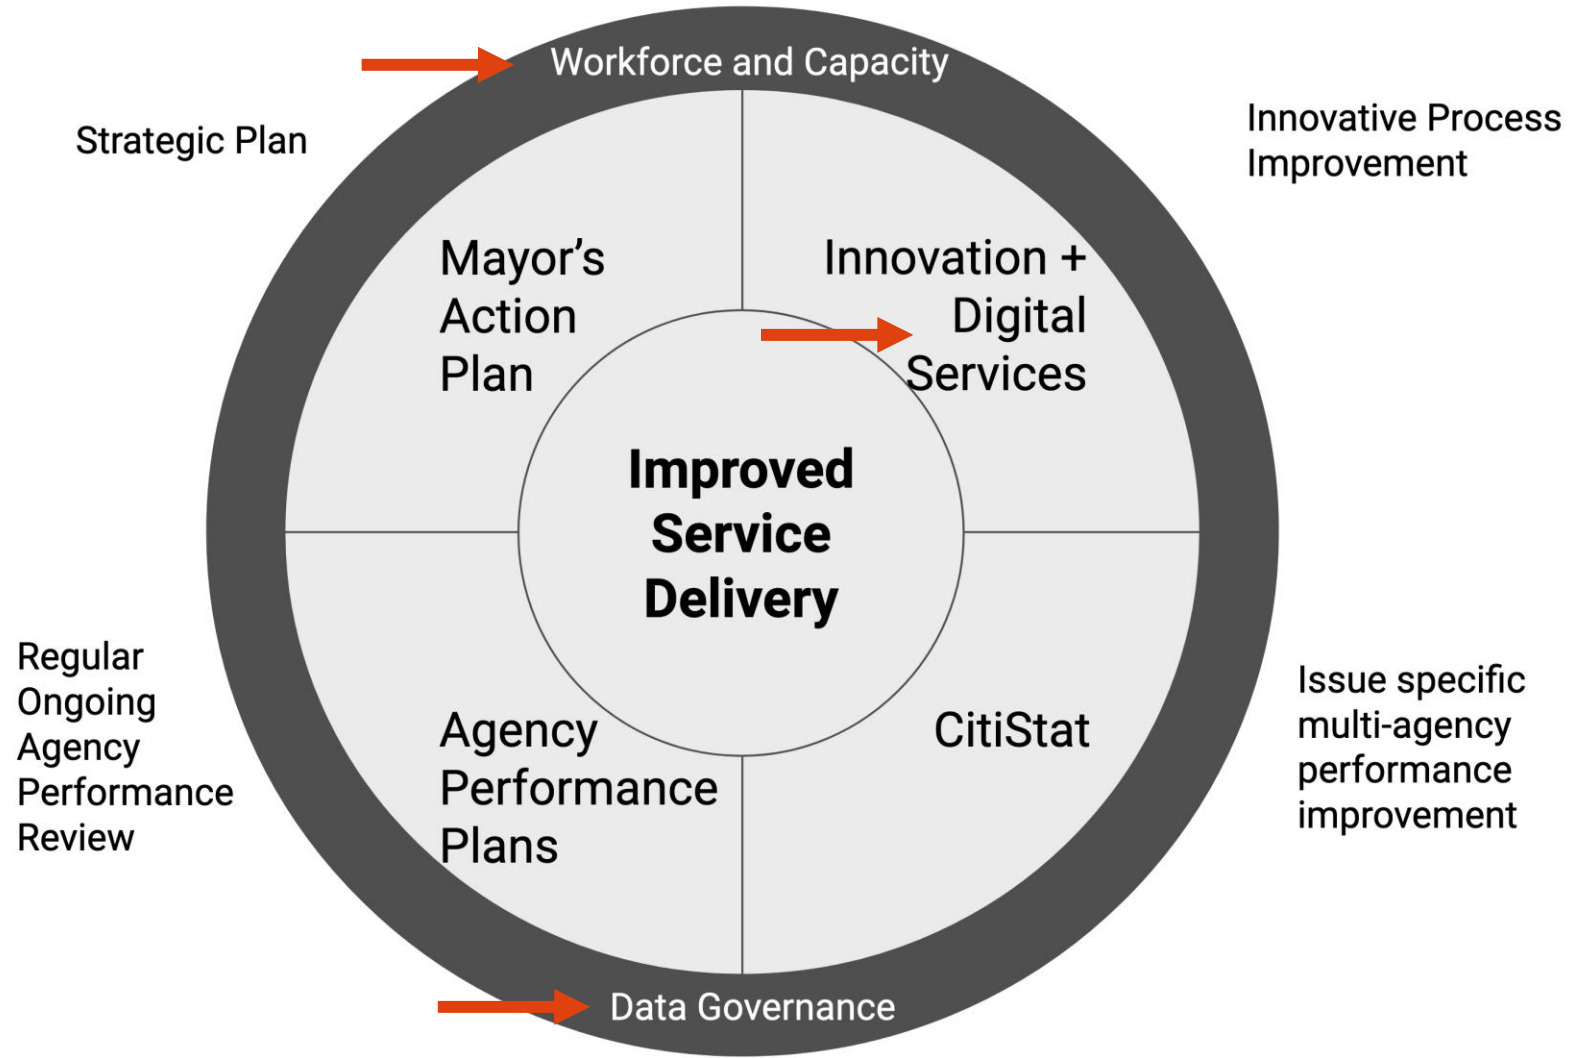 Workforce and Capacity
Strategic Plan
Innovative Process
Improvement
Mayor’s
Action
Plan
Innovation +
Digital
Services
Improved
Service
Delivery
Regular
Ongoing
Agency
Performance
Review
Agency
Performance
Plans
CitiStat
Issue specific
multi-agency
performance
improvement
Data Governance